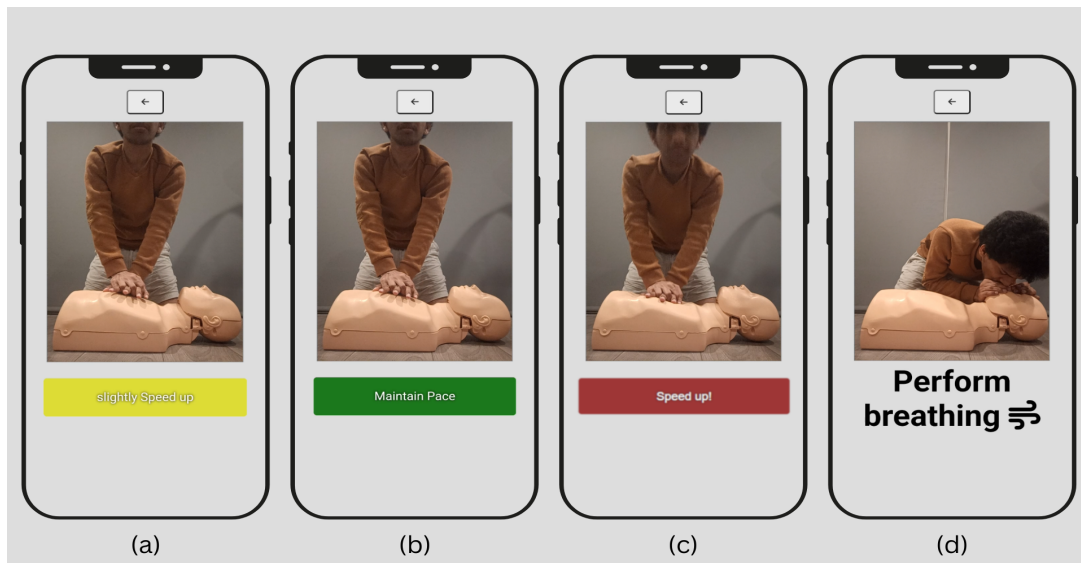 slightly Speed up
Maintain Pace
Speed up!
Perform
breathing
(a)
(b)
(c)
(d)